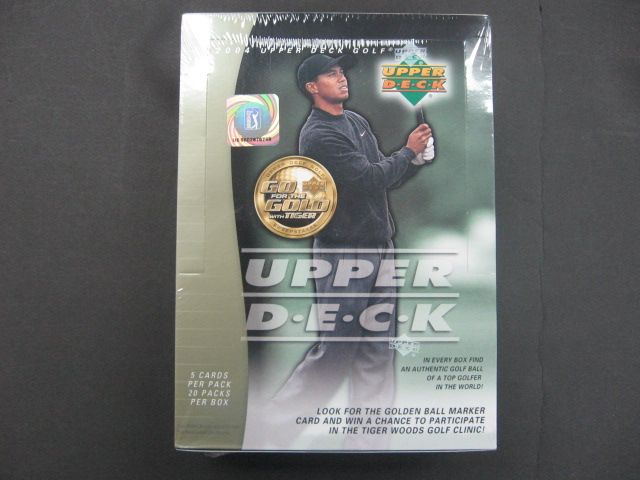 2004 UPPER DECK GOLF
UPPER
D·E·C·K
GO
FOR THE
GOLD
WITH TIGER
SWEEPSTAKES
UPPER
D·E·C·K
UPPER
DECK
5 CARDS
PER PACK
20 PACKS
PER BOX
IN EVERY BOX FIND
AN AUTHENTIC GOLF BALL
OF A TOP GOLFER
IN THE WORLD!
LOOK FOR THE GOLDEN BALL MARKER
CARD AND WIN A CHANCE TO PARTICIPATE
IN THE TIGER WOODS GOLF CLINIC!